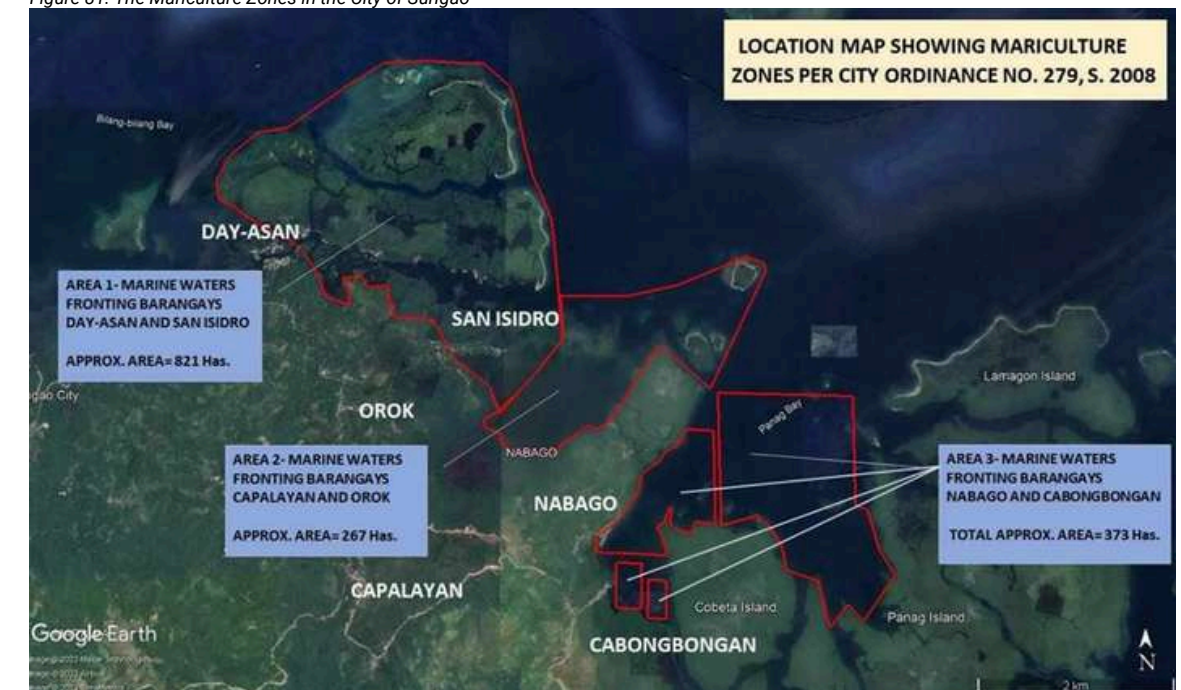 Figure 61. The Mariculture Zones in the City of Surigao
LOCATION MAP SHOWING MARICULTURE
ZONES PER CITY ORDINANCE NO. 279, S. 2008
Bilang-bilang Bay
DAY-ASAN
AREA 1- MARINE WATERS
FRONTING BARANGAYS
DAY-ASAN AND SAN ISIDRO
APPROX. AREA= 821 Has.
SAN ISIDRO
Lamagon Island
gao City
OROK
Panag Bay
AREA 2- MARINE WATERS
FRONTING BARANGAYS
CAPALAYAN AND OROK
APPROX. AREA= 267 Has.
NABAGO
NABAGO
AREA 3- MARINE WATERS
FRONTING BARANGAYS
NABAGO AND CABONGBONGAN
TOTAL APPROX. AREA= 373 Has.
CAPALAYAN
Cobeta Island
Panag Island
CABONGBONGAN
Google Earth
N
2 km